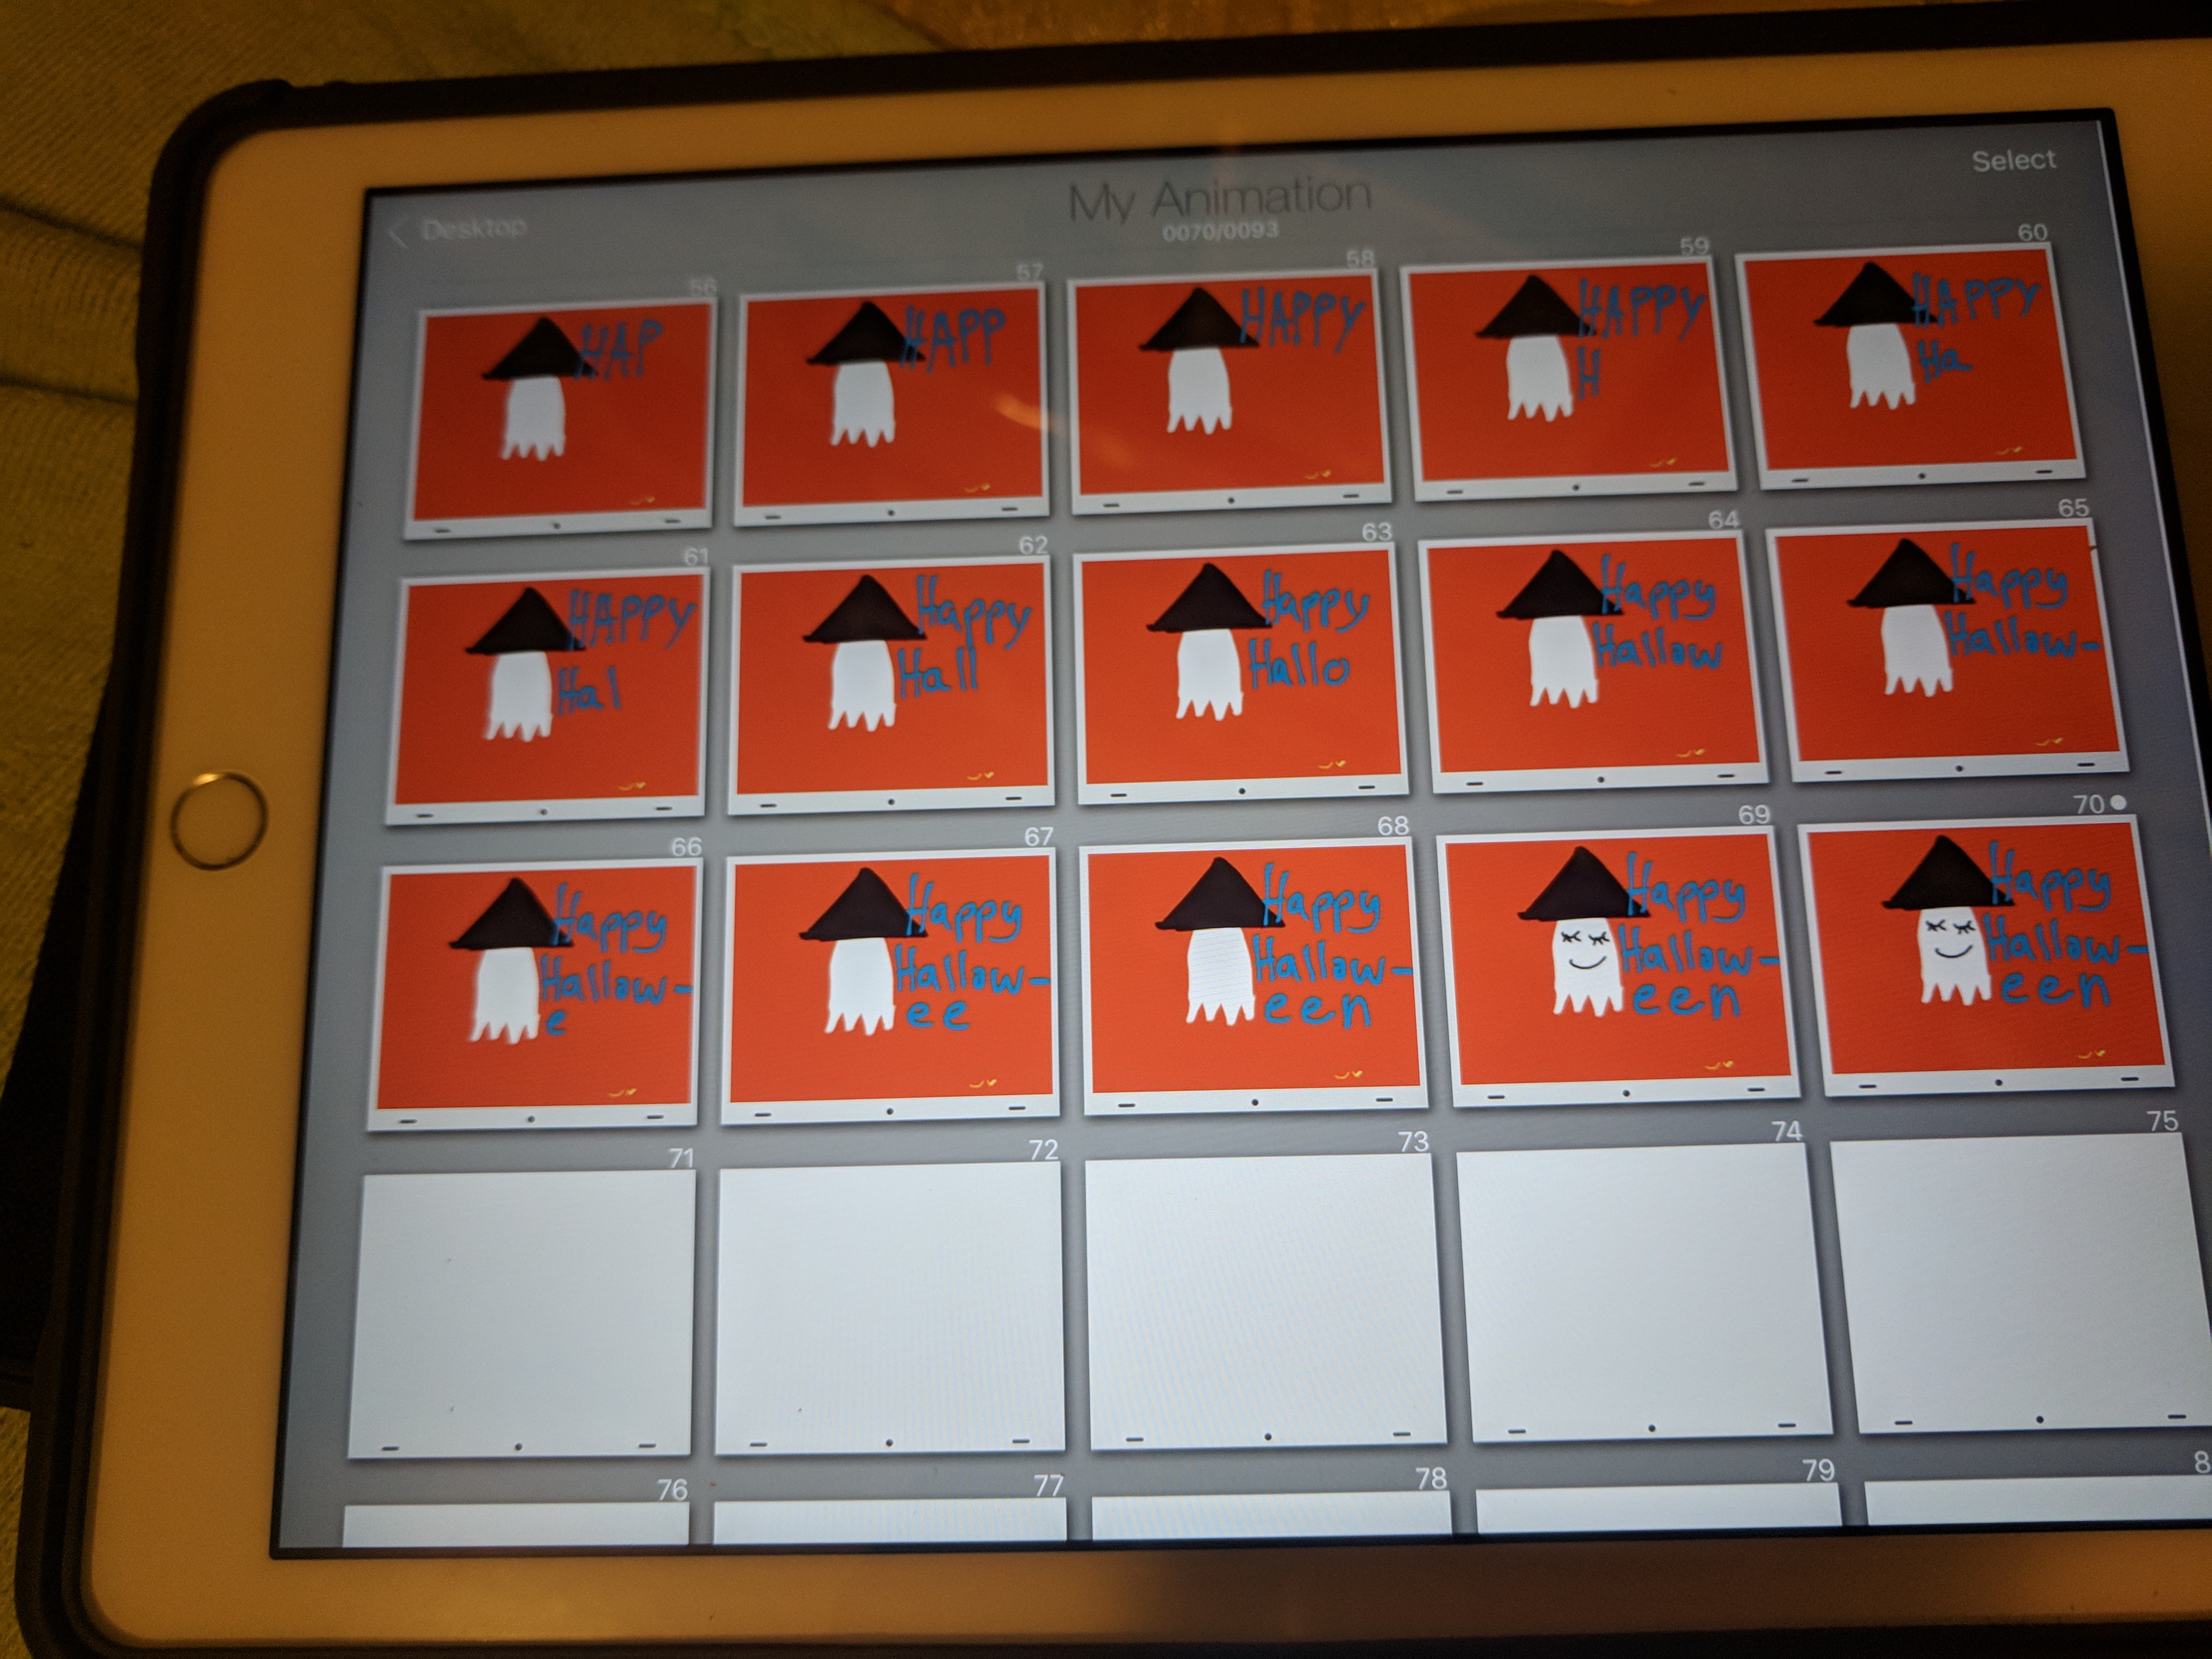 Select
My Animation
Desktop
0070/0093
56
57
58
59
60
HAP
HAPP
HAPPY
HAPPY
H
HAPPY
Ha
61
62
63
64
65
HAPPY
Hal
Happy
Hall
Happy
Hallo
Happy
Hallow
Happy
Hallow-
66
67
68
69
70
Happy
Hallow-
e
Happy
Hallow-
ee
Happy
Hallow-
een
Happy
Hallow-
een
Happy
Hallow-
een
71
72
73
74
75
76
77
78
79
8